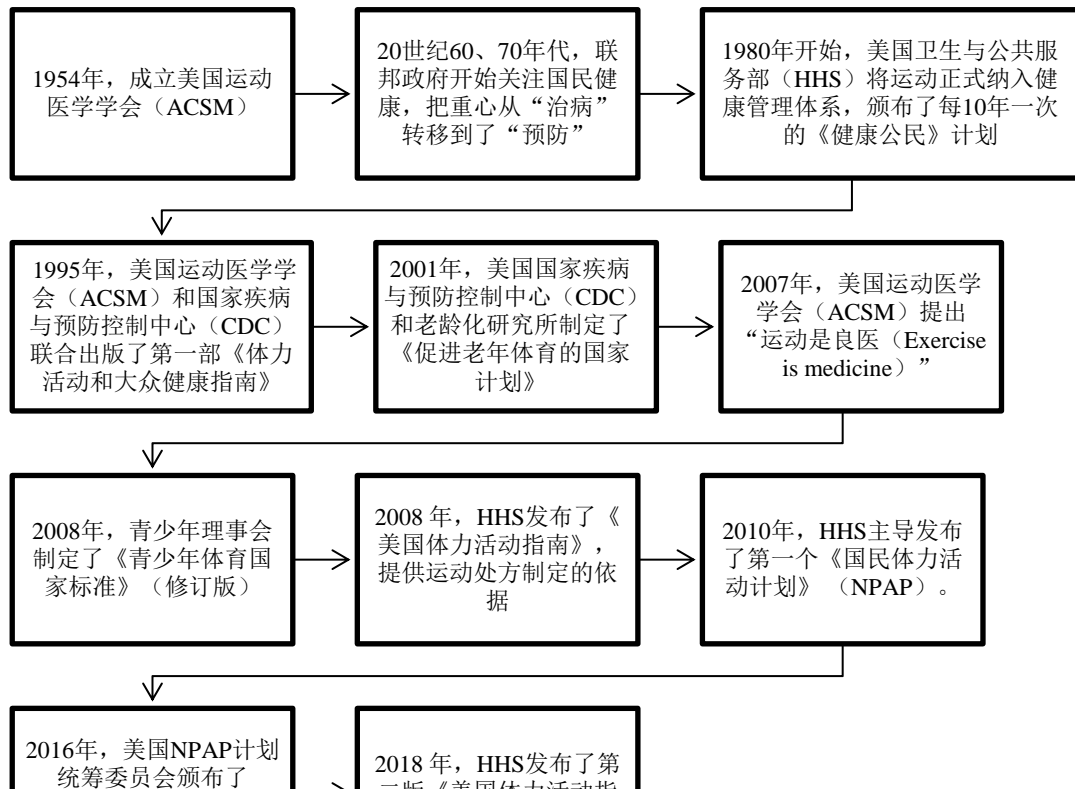 1954年，成立美国运动
医学学会（ACSM）
20世纪60、70年代，联
邦政府开始关注国民健
康，把重心从“治病”
转移到了“预防”
1980年开始，美国卫生与公共服
务部（HHS）将运动正式纳入健
康管理体系，颁布了每10年一次
的《健康公民》计划
1995年，美国运动医学学
会（ACSM）和国家疾病
与预防控制中心（CDC）
联合出版了第一部《体力
活动和大众健康指南》
2001年，美国国家疾病
与预防控制中心（CDC）
和老龄化研究所制定了
《促进老年体育的国家
计划》
2007年，美国运动医学
学会（ACSM）提出
“运动是良医（Exercise
is medicine）”
2008年，青少年理事会
制定了《青少年体育国
家标准》（修订版）
2008 年，HHS发布了《
美国体力活动指南》，
提供运动处方制定的依
据
2010年，HHS主导发布
了第一个《国民体力活
动计划》 （NPAP）。
2016年，美国NPAP计划
统筹委员会颁布了
2018 年，HHS发布了第